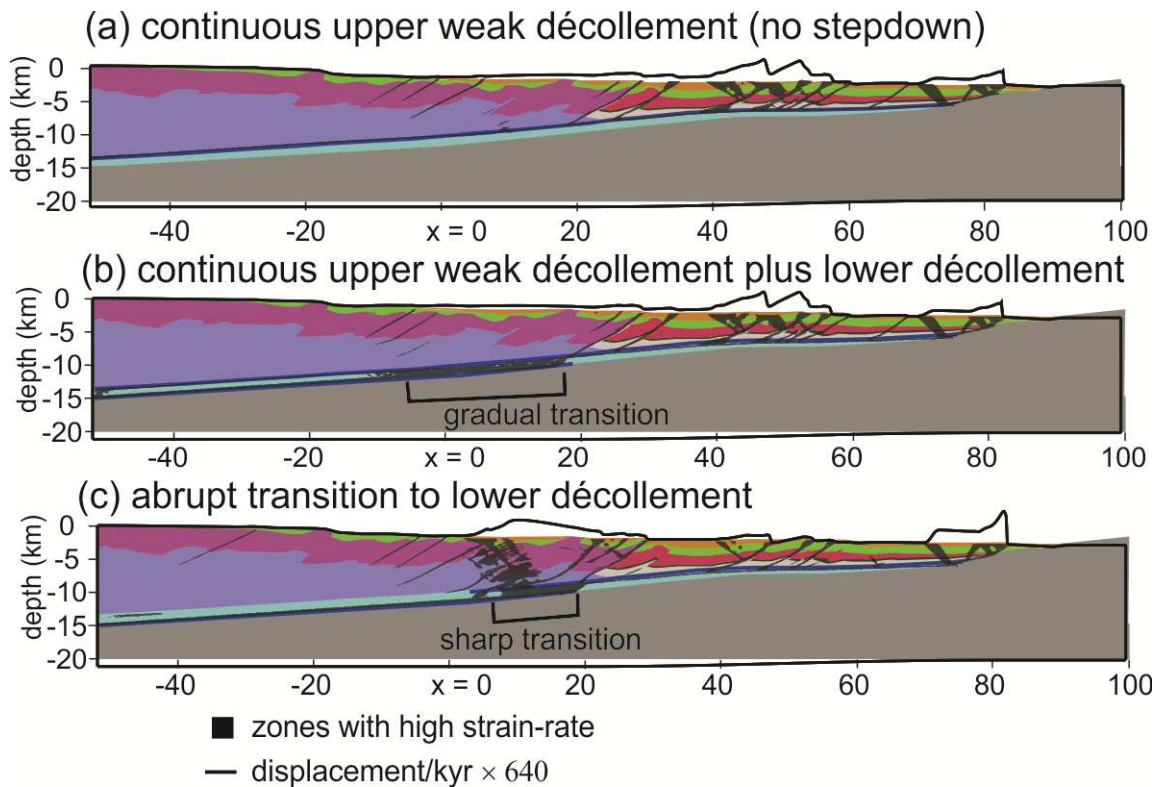 (a) continuous upper weak décollement (no stepdown)
depth (km)
0
-5
-10
-15
-20
-40 -20 x = 0 20 40 60 80 100
(b) continuous upper weak décollement plus lower décollement
depth (km)
0
-5
-10
-15
-20
gradual transition
-40 -20 x = 0 20 40 60 80 100
(c) abrupt transition to lower décollement
depth (km)
0
-5
-10
-15
-20
sharp transition
-40 -20 x = 0 20 40 60 80 100
zones with high strain-rate
displacement/kyr × 640